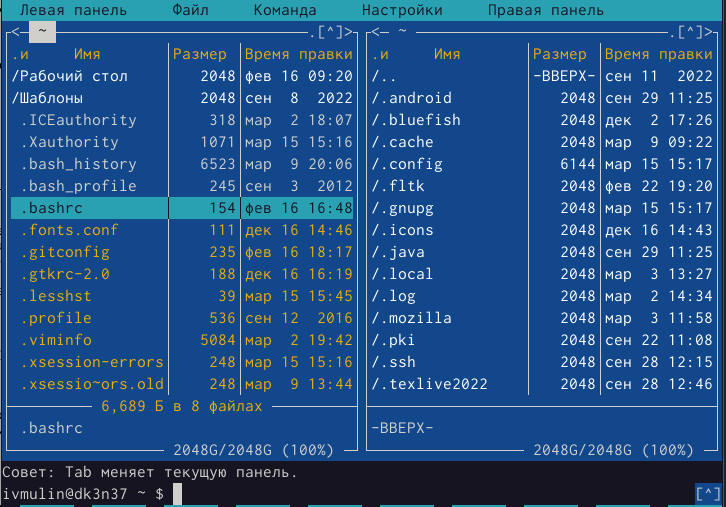 Левая панель Файл Команда Настройки Правая панель
<─ ~ .[^]> <─ ~ .[^]>
.и Имя Размер Время правки .и Имя Размер Время правки
/Рабочий стол 2048 фев 16 09:20 /.. –ВВЕРХ– сен 11 2022
/Шаблоны 2048 сен 8 2022 /.android 2048 сен 29 11:25
.ICEauthority 318 мар 2 18:07 /.bluefish 2048 дек 2 17:26
.Xauthority 1071 мар 15 15:16 /.cache 2048 мар 9 09:22
.bash_history 6523 мар 9 20:06 /.config 6144 мар 15 15:17
.bash_profile 245 сен 3 2012 /.fltk 2048 фев 22 19:20
.bashrc 154 фев 16 16:48 /.gnupg 2048 мар 15 15:17
.fonts.conf 111 дек 16 14:46 /.icons 2048 дек 16 14:43
.gitconfig 235 фев 16 18:17 /.java 2048 сен 29 11:25
.gtkrc-2.0 188 дек 16 16:19 /.local 2048 мар 3 13:27
.lesshst 39 мар 15 15:45 /.log 2048 мар 2 14:34
.profile 536 сен 12 2016 /.mozilla 2048 мар 3 11:58
.viminfo 5084 мар 2 19:42 /.pki 2048 сен 22 11:08
.xsession-errors 248 мар 15 15:16 /.ssh 2048 сен 28 12:15
.xsessio~ors.old 248 мар 9 13:44 /.texlive2022 2048 сен 28 12:46
6,689 Б в 8 файлах
.bashrc –ВВЕРХ–
2048G/2048G (100%) 2048G/2048G (100%)
Совет: Tab меняет текущую панель.
ivmulin@dk3n37 ~ $ [^]